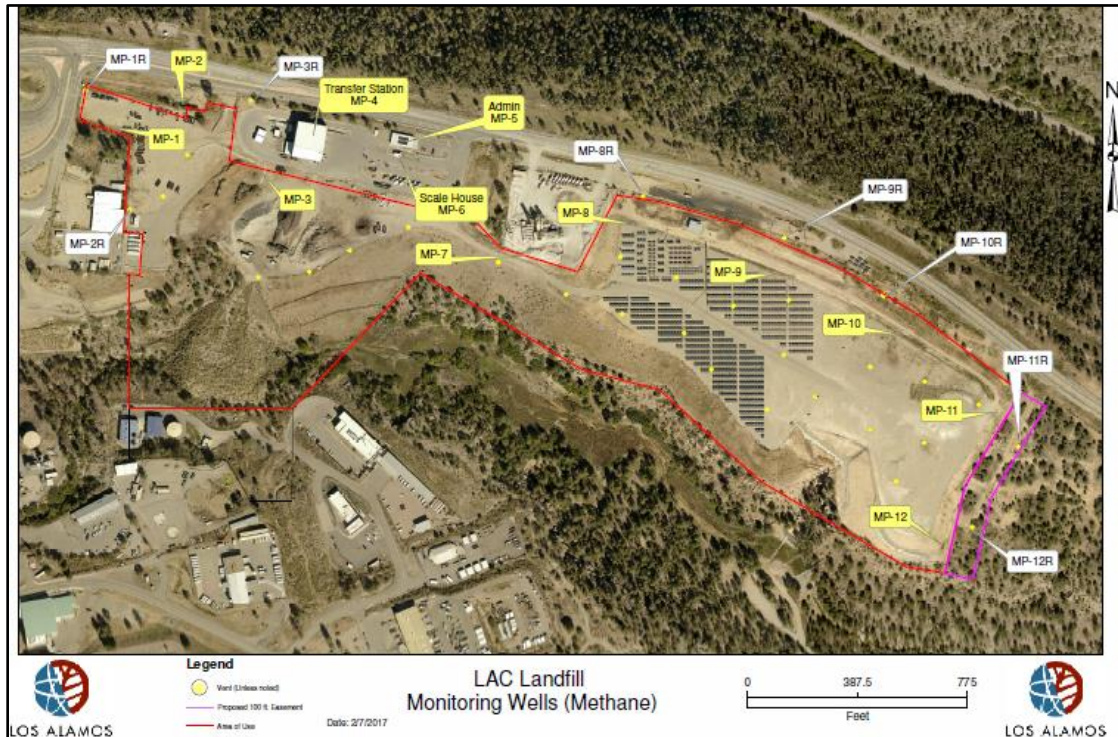 MP-1R
MP-2
MP-3R
Transfer Station
MP-4
Admin
MP-5
N
MP-1
MP-8R
MP-3
Scale House
MP-6
MP-8
MP-9R
MP-2R
MP-7
MP-9
MP-10R
MP-10
MP-11R
MP-11
MP-12
MP-12R
LOS ALAMOS
Legend
Vent (Unless noted)
Proposed 100 ft. Easement
Area of Use
Date: 2/7/2017
LAC Landfill
Monitoring Wells (Methane)
0 387.5 775
Feet
LOS ALAMOS